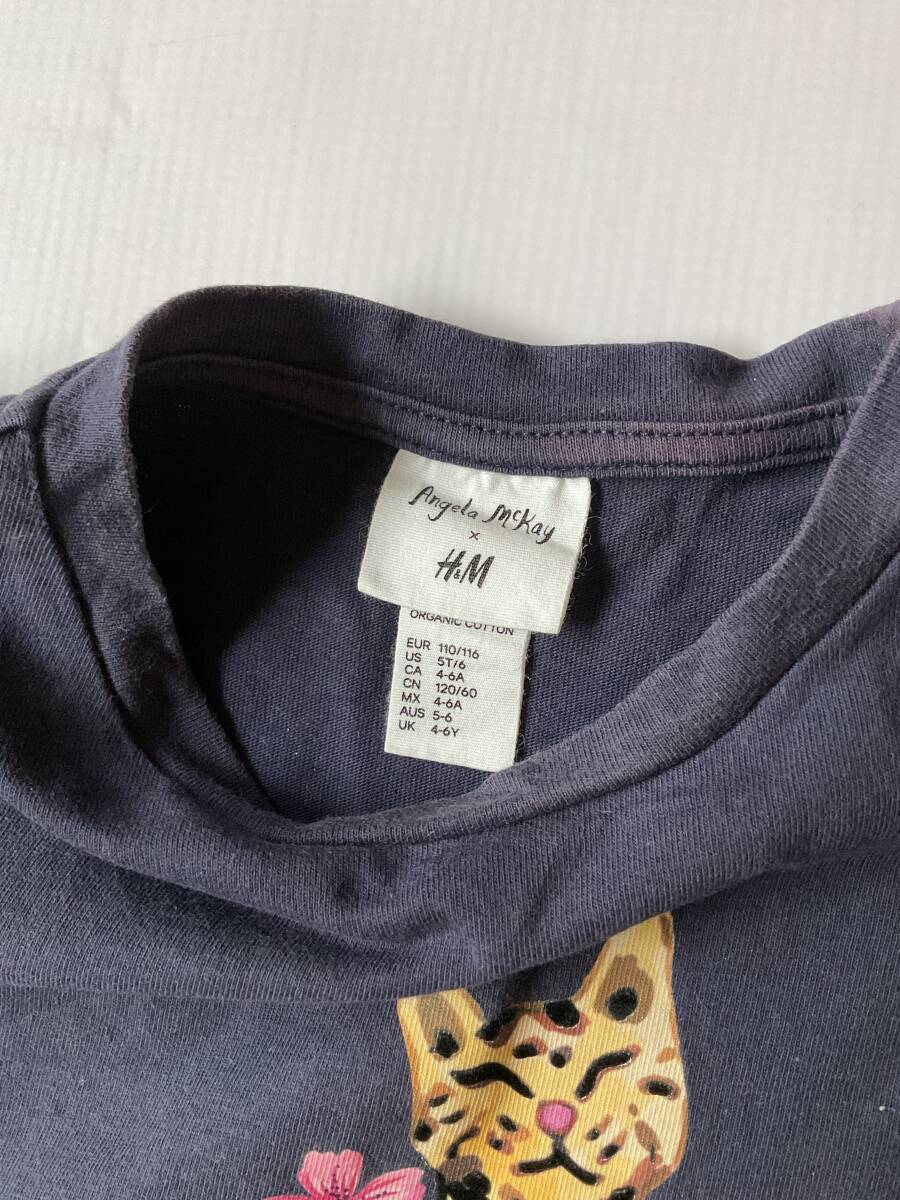 Angela McKay
×
H&M
ORGANIC COTTON
EUR 110/116
US 5T/6
CA 4-6A
CN 120/60
MX 4-6A
AUS 5-6
UK 4-6Y